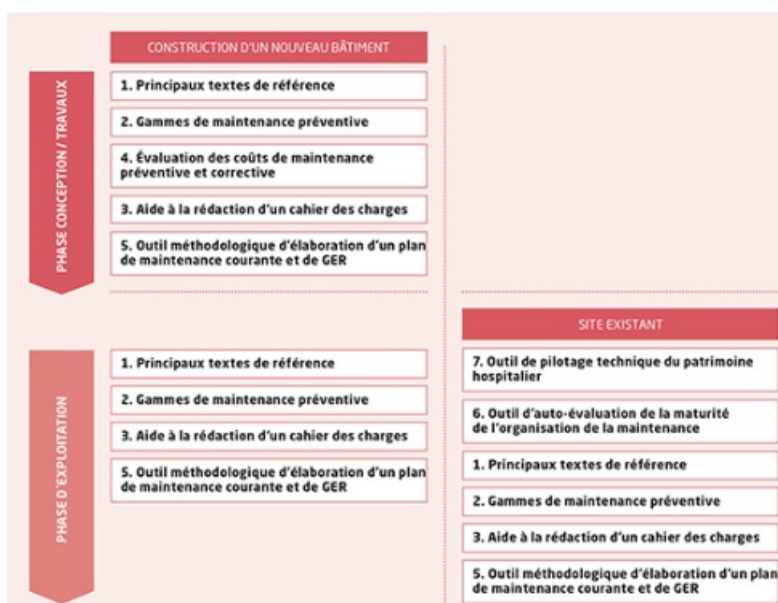 CONSTRUCTION D'UN NOUVEAU BÂTIMENT
PHASE CONCEPTION / TRAVAUX
1. Principaux textes de référence
2. Gammes de maintenance préventive
4. Évaluation des coûts de maintenance
préventive et corrective
3. Aide à la rédaction d'un cahier des charges
5. Outil méthodologique d'élaboration d'un plan
de maintenance courante et de GER
PHASE D'EXPLOITATION
1. Principaux textes de référence
2. Gammes de maintenance préventive
3. Aide à la rédaction d'un cahier des charges
5. Outil méthodologique d'élaboration d'un plan
de maintenance courante et de GER
SITE EXISTANT
7. Outil de pilotage technique du patrimoine
hospitalier
6. Outil d'auto-évaluation de la maturité
de l'organisation de la maintenance
1. Principaux textes de référence
2. Gammes de maintenance préventive
3. Aide à la rédaction d'un cahier des charges
5. Outil méthodologique d'élaboration d'un plan
de maintenance courante et de GER